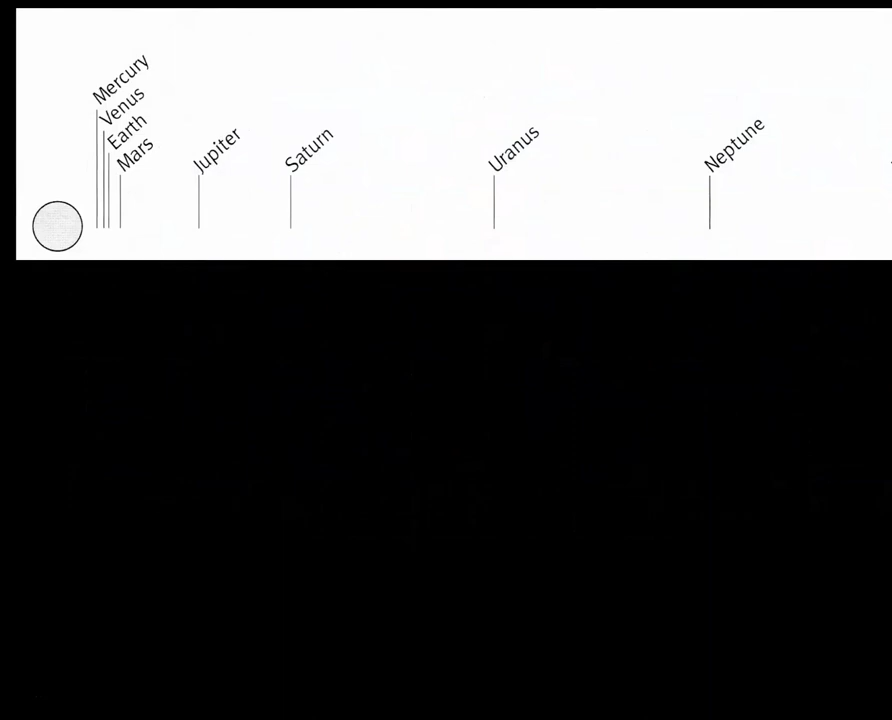 Mercury
Venus
Earth
Mars
Jupiter
Saturn
Uranus
Neptune